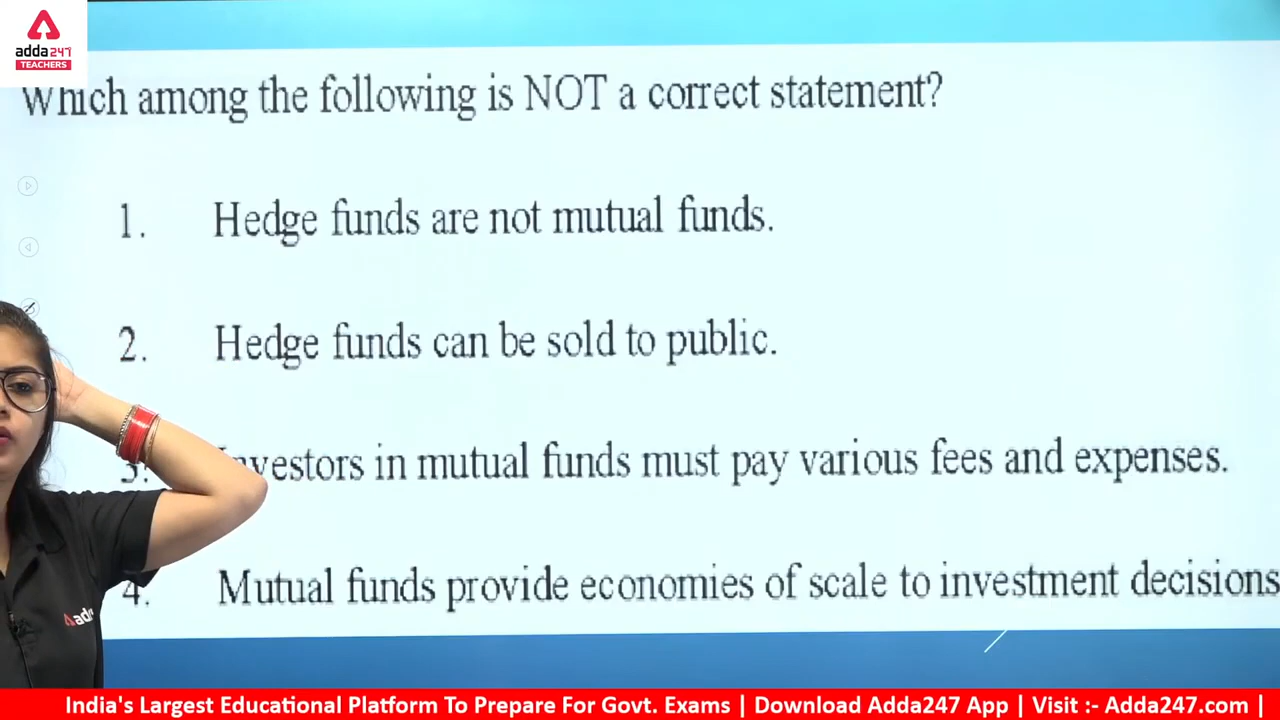 adda247
TEACHERS
Which among the following is NOT a correct statement?
1. Hedge funds are not mutual funds.
2. Hedge funds can be sold to public.
3. Investors in mutual funds must pay various fees and expenses.
4. Mutual funds provide economies of scale to investment decisions
India's Largest Educational Platform To Prepare For Govt. Exams | Download Adda247 App | Visit :- Adda247.com |